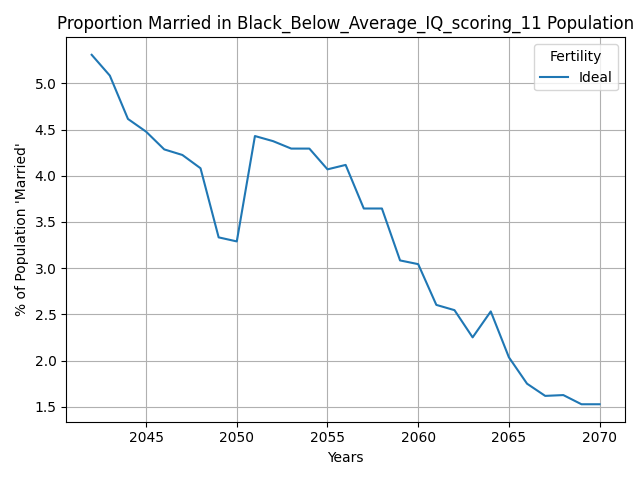 Proportion Married in Black_Below_Average_IQ_scoring_11 Population
Fertility
Ideal
% of Population 'Married'
5.0
4.5
4.0
3.5
3.0
2.5
2.0
1.5
2045 2050 2055 2060 2065 2070
Years